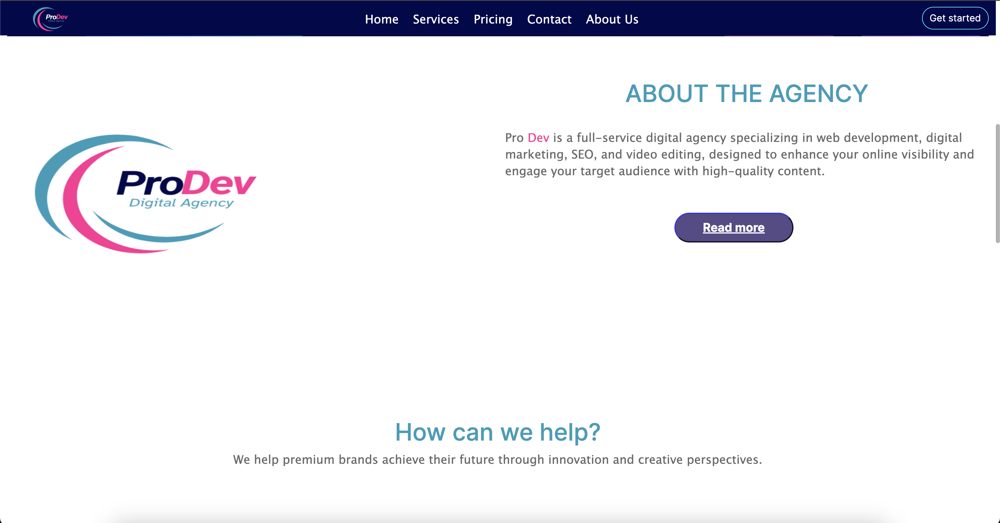 ProDev
Digital Agency
Home Services Pricing Contact About Us
Get started
ABOUT THE AGENCY
Pro Dev is a full-service digital agency specializing in web development, digital
marketing, SEO, and video editing, designed to enhance your online visibility and
engage your target audience with high-quality content.
ProDev
Digital Agency
Read more
How can we help?
We help premium brands achieve their future through innovation and creative perspectives.